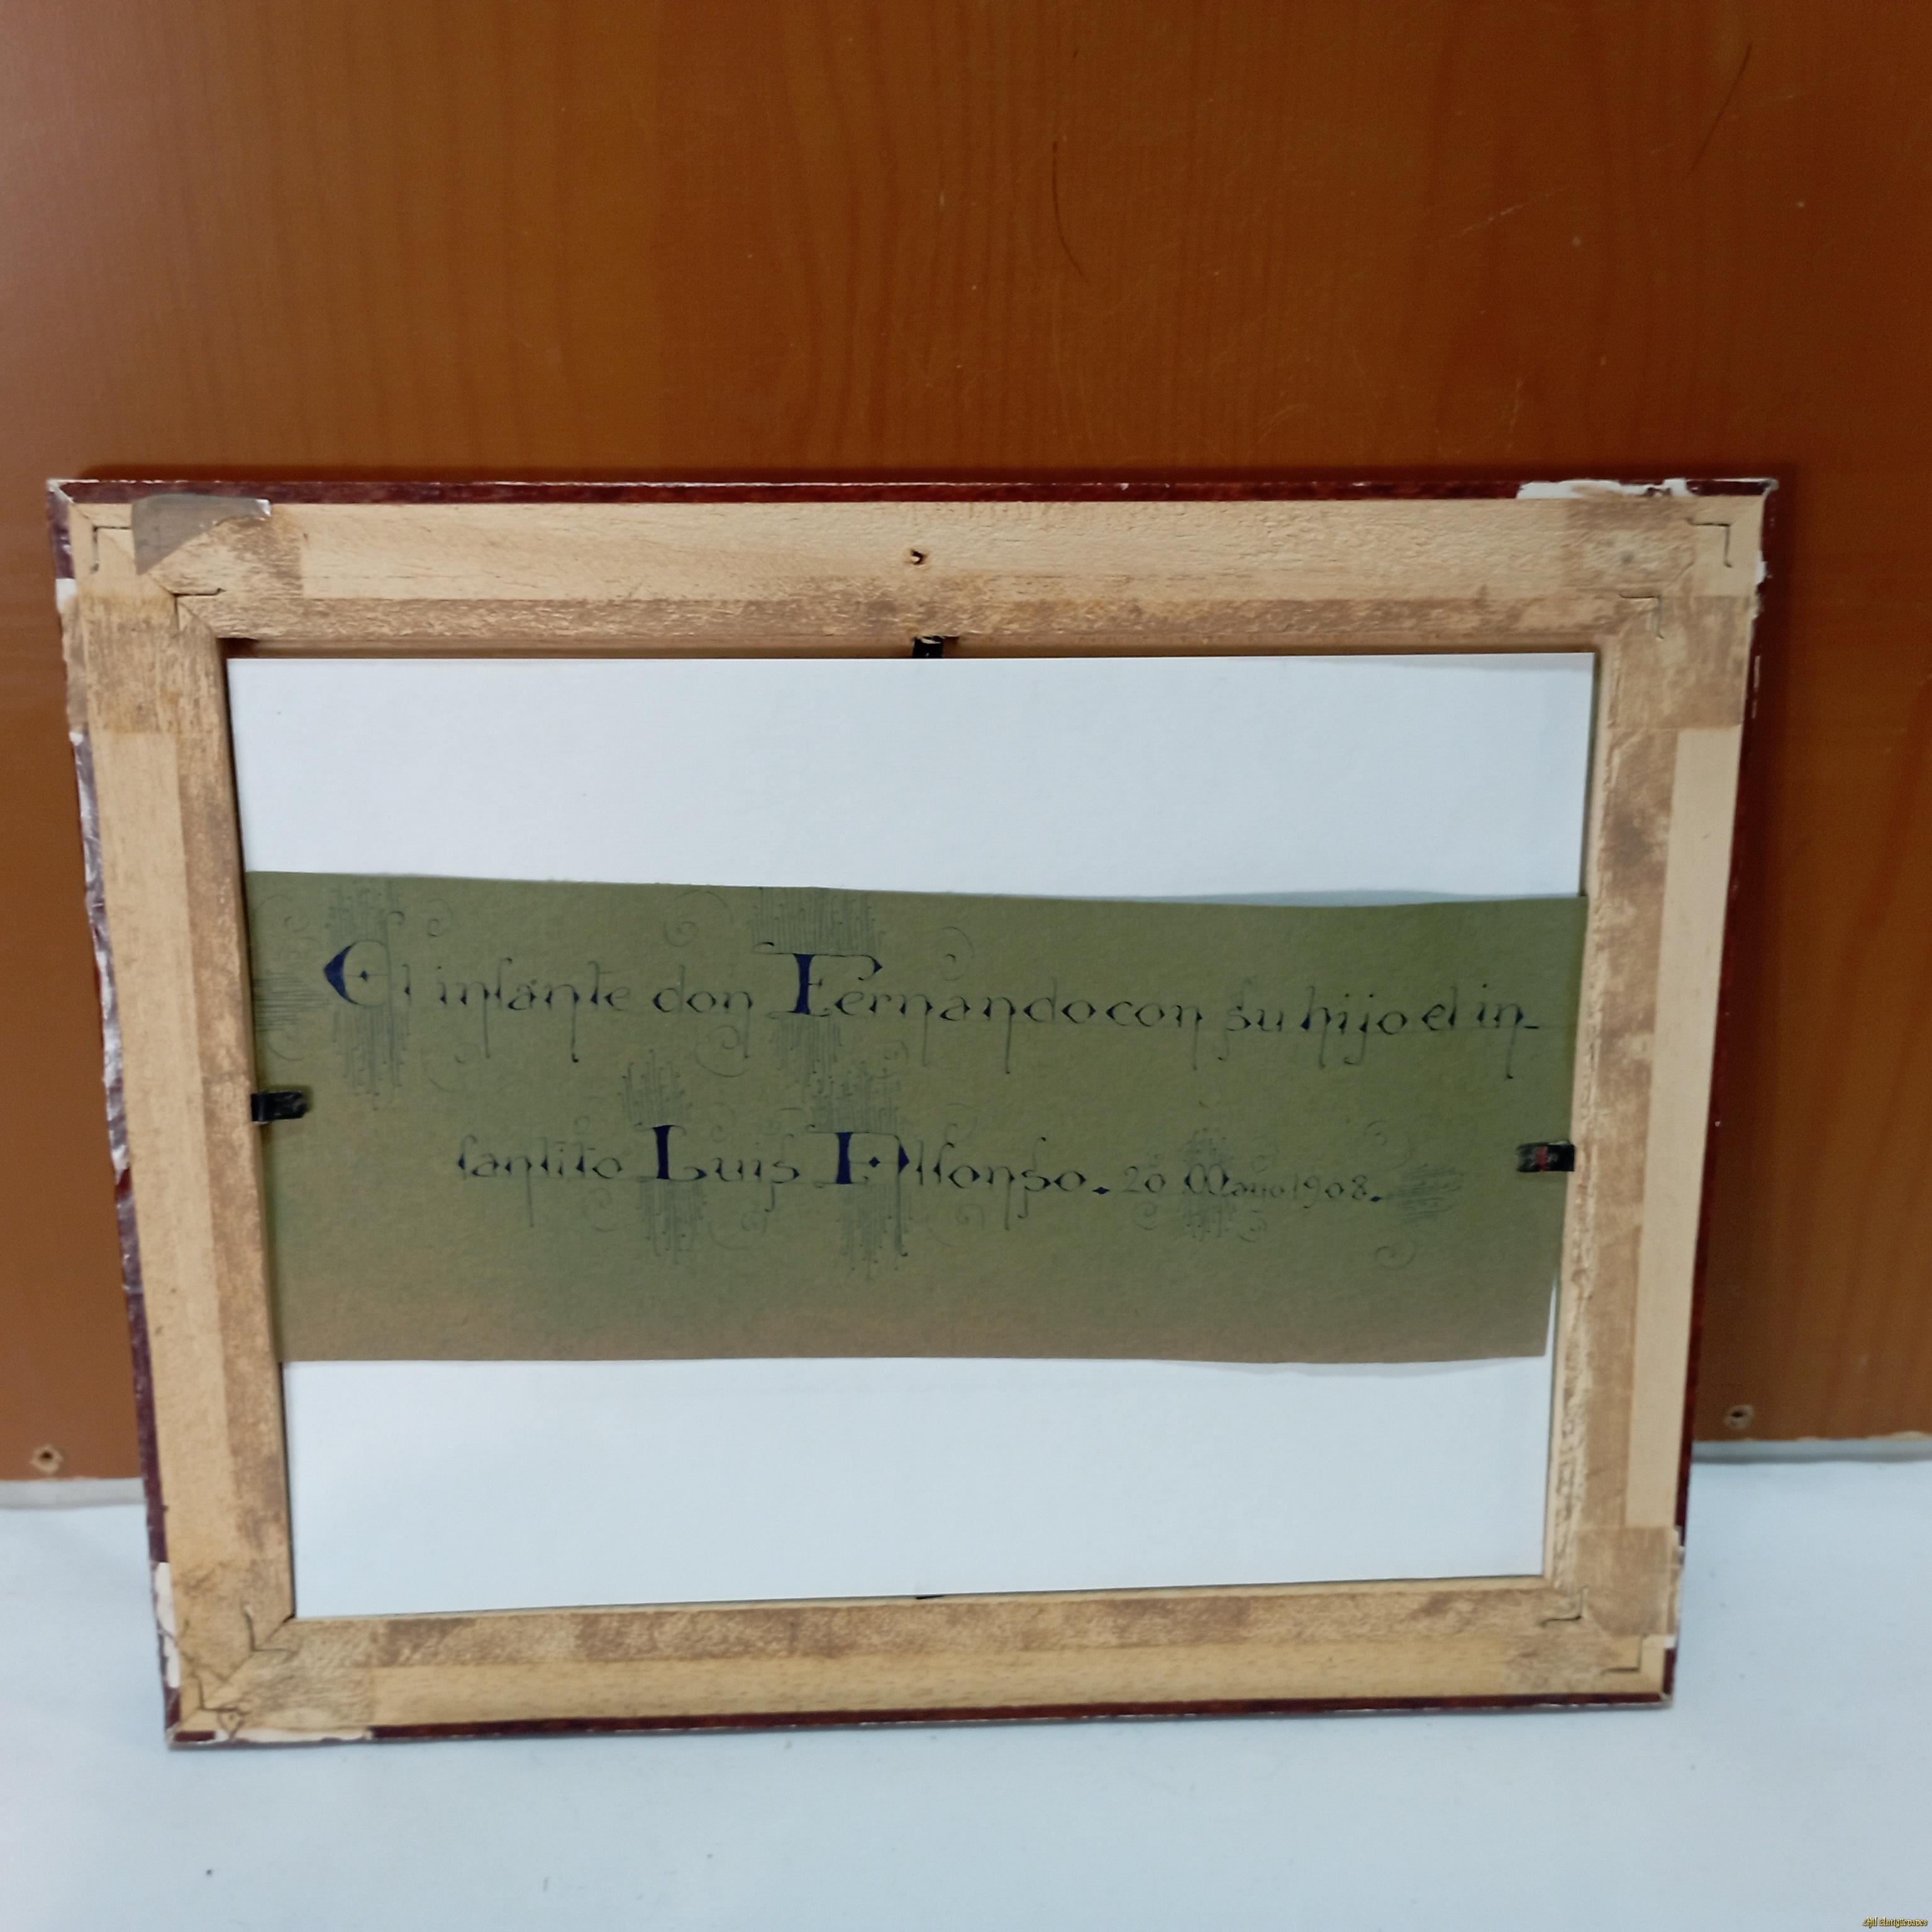 El infante don Fernando con su hijo el in-
fantito Luis Alfonso. 20 Mayo 1908.